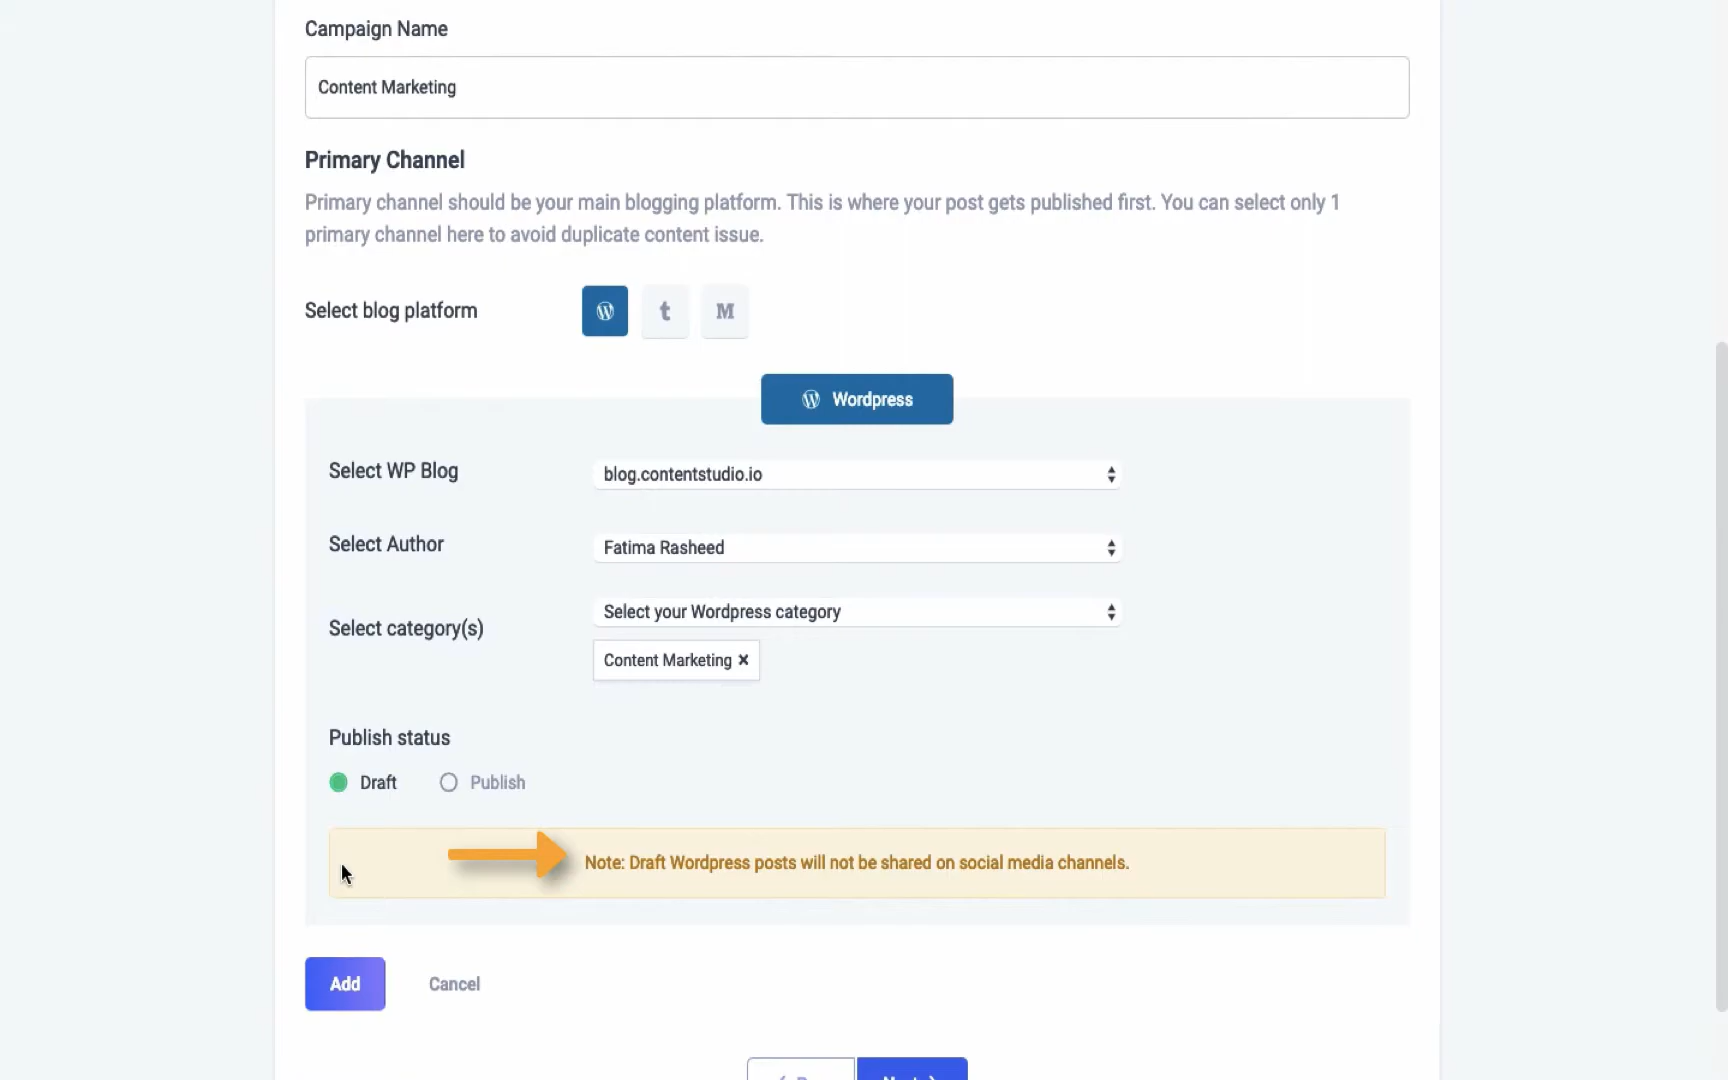 Campaign Name
Content Marketing
Primary Channel
Primary channel should be your main blogging platform. This is where your post gets published first. You can select only 1
primary channel here to avoid duplicate content issue.
Select blog platform
t M
Wordpress
Select WP Blog
blog.contentstudio.io
Select Author
Fatima Rasheed
Select your Wordpress category
Select category(s)
Content Marketing ×
Publish status
Draft Publish
Note: Draft Wordpress posts will not be shared on social media channels.
Add Cancel